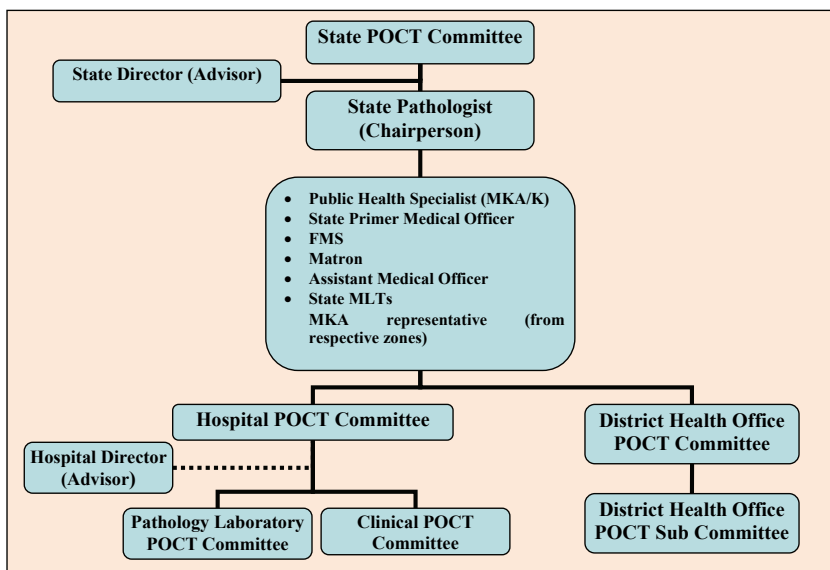 State POCT Committee
State Director (Advisor)
State Pathologist
(Chairperson)
• Public Health Specialist (MKA/K)
• State Primer Medical Officer
• FMS
• Matron
• Assistant Medical Officer
• State MLTs
MKA representative (from
respective zones)
Hospital POCT Committee
District Health Office
POCT Committee
Hospital Director
(Advisor)
Pathology Laboratory
POCT Committee
Clinical POCT
Committee
District Health Office
POCT Sub Committee